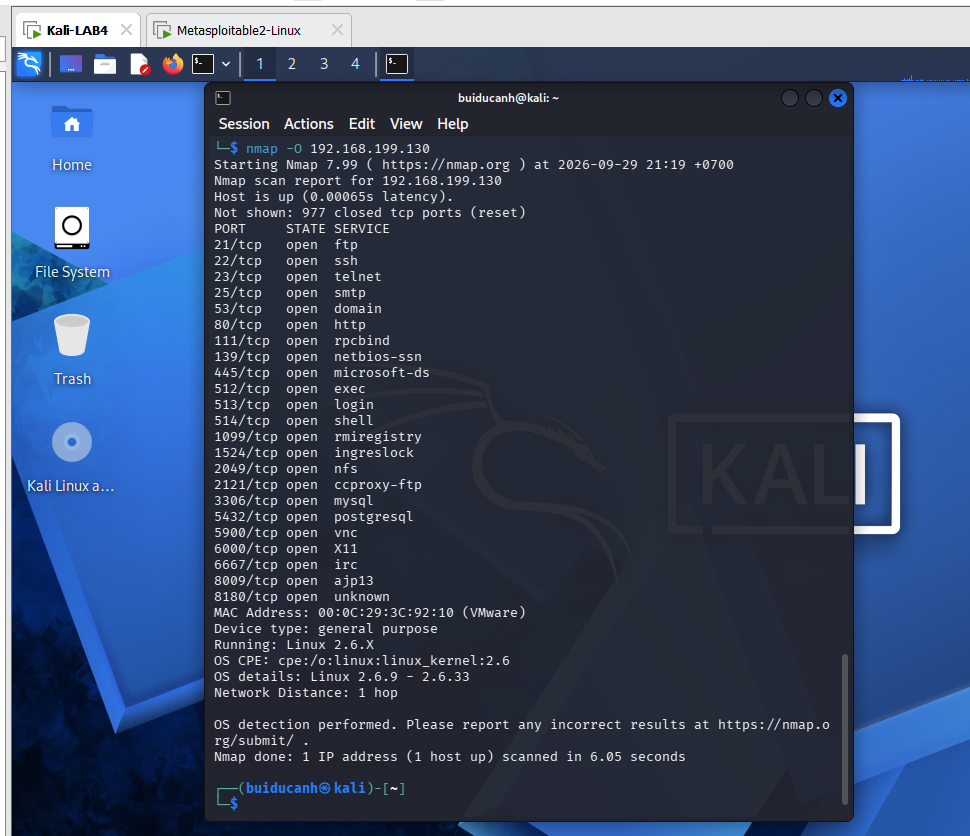 Kali-LAB4
Metasploitable2-Linux
1 2 3 4
buiducanh@kali: ~
Session Actions Edit View Help
└─$ nmap -O 192.168.199.130
Starting Nmap 7.99 ( https://nmap.org ) at 2026-09-29 21:19 +0700
Nmap scan report for 192.168.199.130
Host is up (0.00065s latency).
Not shown: 977 closed tcp ports (reset)
PORT     STATE SERVICE
21/tcp   open  ftp
22/tcp   open  ssh
23/tcp   open  telnet
25/tcp   open  smtp
53/tcp   open  domain
80/tcp   open  http
111/tcp  open  rpcbind
139/tcp  open  netbios-ssn
445/tcp  open  microsoft-ds
512/tcp  open  exec
513/tcp  open  login
514/tcp  open  shell
1099/tcp open  rmiregistry
1524/tcp open  ingreslock
2049/tcp open  nfs
2121/tcp open  ccproxy-ftp
3306/tcp open  mysql
5432/tcp open  postgresql
5900/tcp open  vnc
6000/tcp open  X11
6667/tcp open  irc
8009/tcp open  ajp13
8180/tcp open  unknown
MAC Address: 00:0C:29:3C:92:10 (VMware)
Device type: general purpose
Running: Linux 2.6.X
OS CPE: cpe:/o:linux:linux_kernel:2.6
OS details: Linux 2.6.9 - 2.6.33
Network Distance: 1 hop
OS detection performed. Please report any incorrect results at https://nmap.o
rg/submit/ .
Nmap done: 1 IP address (1 host up) scanned in 6.05 seconds
┌──(buiducanh㉿kali)-[~]
└─$
Home
File System
Trash
Kali Linux a...
KALI